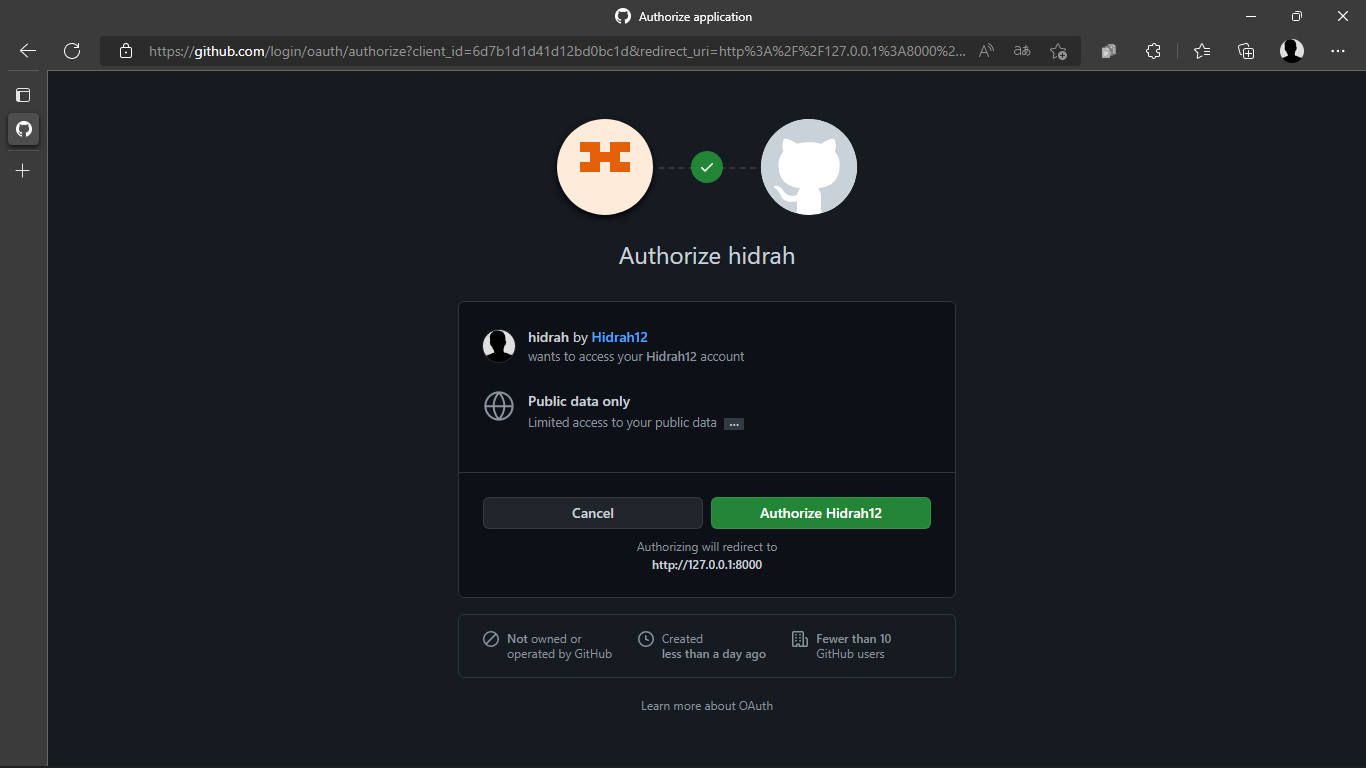 Authorize application
https://github.com/login/oauth/authorize?client_id=6d7b1d1d41d12bd0bc1d&redirect_uri=http%3A%2F%2F127.0.0.1%3A8000%2...
Authorize hidrah
hidrah by Hidrah12
wants to access your Hidrah12 account
Public data only
Limited access to your public data ...
Cancel
Authorize Hidrah12
Authorizing will redirect to
http://127.0.0.1:8000
Not owned or
operated by GitHub
Created
less than a day ago
Fewer than 10
GitHub users
Learn more about OAuth